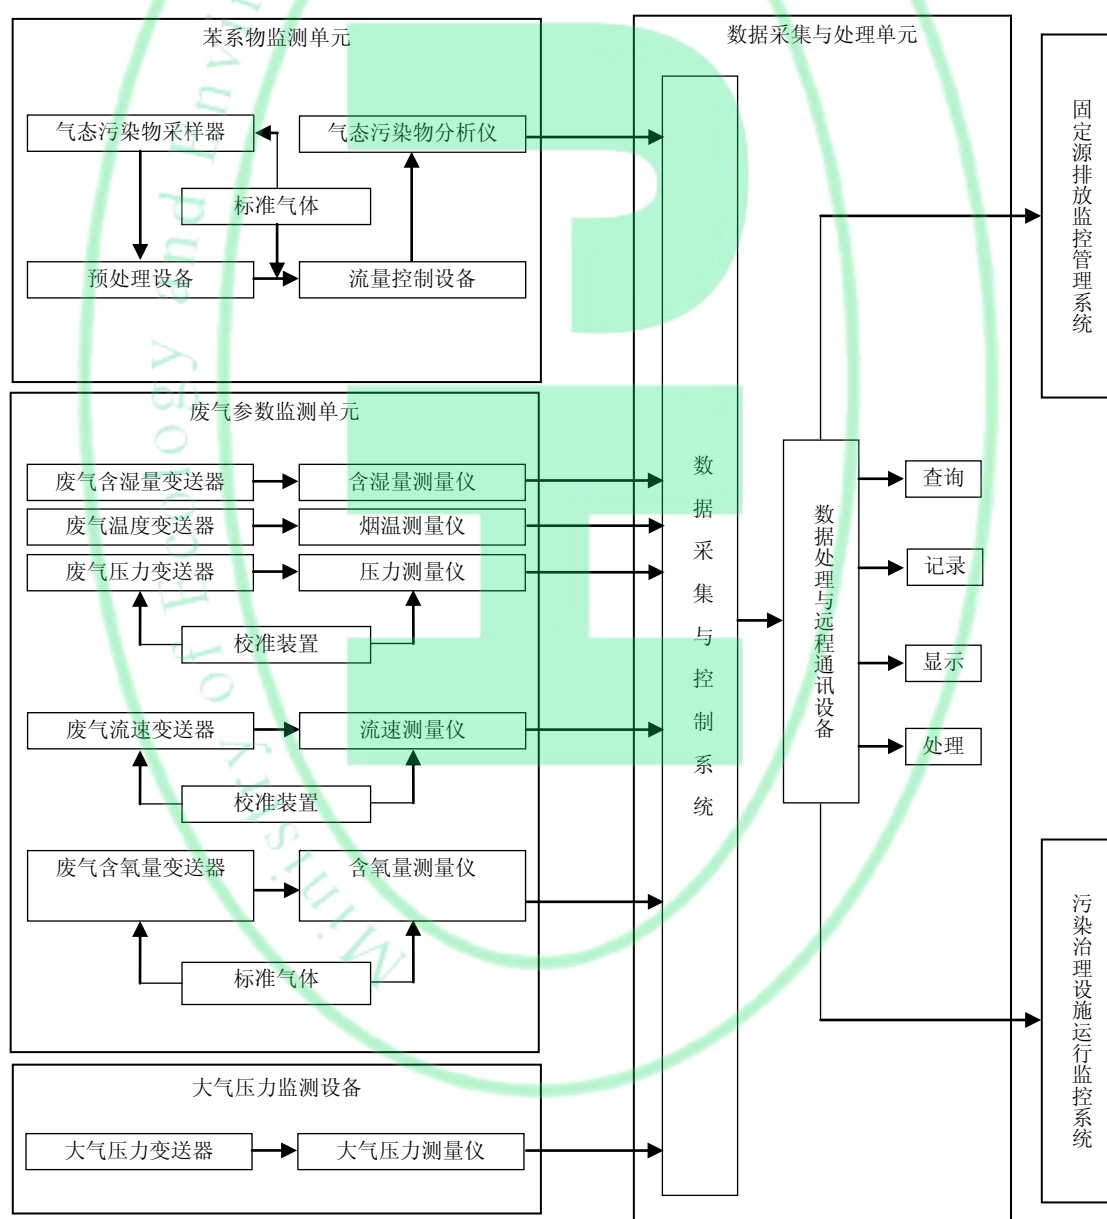 苯系物监测单元
气态污染物采样器
气态污染物分析仪
标准气体
预处理设备
流量控制设备
废气参数监测单元
废气含湿量变送器
含湿量测量仪
废气温度变送器
烟温测量仪
废气压力变送器
压力测量仪
校准装置
废气流速变送器
流速测量仪
校准装置
废气含氧量变送器
含氧量测量仪
标准气体
大气压力监测设备
大气压力变送器
大气压力测量仪
数据采集与处理单元
数据采集与控制系统
数据处理与远程通讯设备
查询
记录
显示
处理
固定源排放监控管理系统
污染治理设施运行监控系统
Ministry of Ecology and Envi